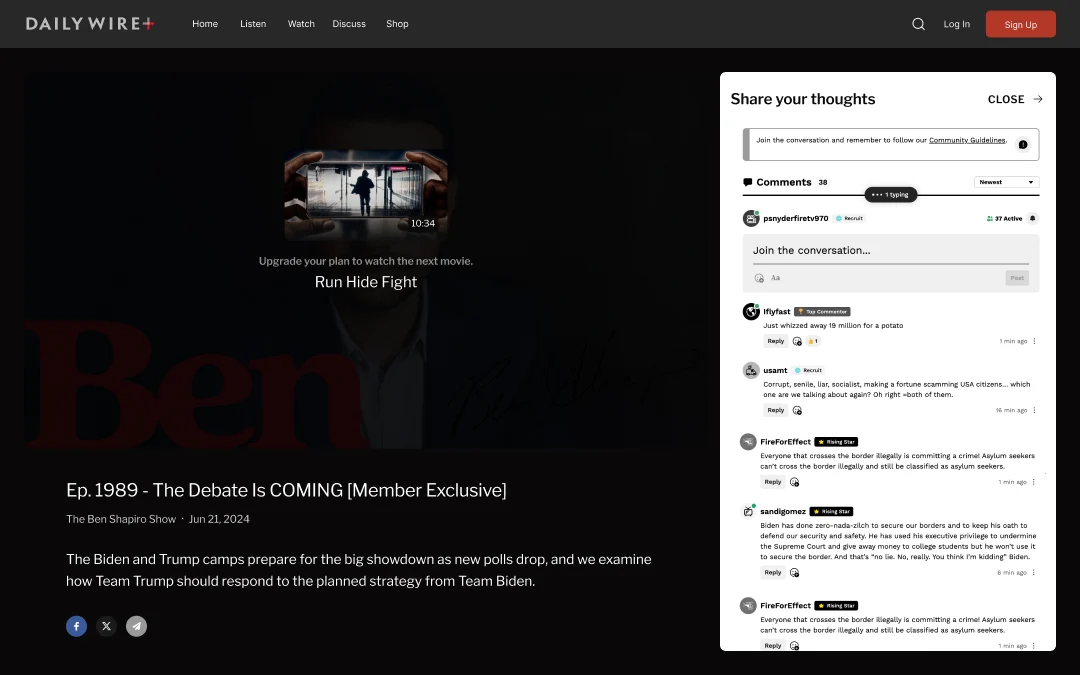 DAILY WIRE+
Home
Listen
Watch
Discuss
Shop
Log In
Sign Up
10:34
Upgrade your plan to watch the next movie.
Run Hide Fight
Ben
Ep. 1989 - The Debate Is COMING [Member Exclusive]
The Ben Shapiro Show · Jun 21, 2024
The Biden and Trump camps prepare for the big showdown as new polls drop, and we examine
how Team Trump should respond to the planned strategy from Team Biden.
Share your thoughts
CLOSE
Join the conversation and remember to follow our Community Guidelines.
Comments 38
Newest
1 typing
psnyderfiretv970
Recruit
37 Active
Join the conversation...
Aa
Post
Iflyfast
Top Commenter
Just whizzed away 19 million for a potato
Reply
1
1 min ago
usamt
Recruit
Corrupt, senile, liar, socialist, making a fortune scamming USA citizens... which
one are we talking about again? Oh right =both of them.
Reply
16 min ago
FireForEffect
Rising Star
Everyone that crosses the border illegally is committing a crime! Asylum seekers
can't cross the border illegally and still be classified as asylum seekers.
Reply
1 min ago
sandigomez
Rising Star
Biden has done zero-nada-zilch to secure our borders and to keep his oath to
defend our security and safety. He has used his executive privilege to undermine
the Supreme Court and give away money to college students but he won't use it
to secure the border. And that's "no lie. No, really. You think I'm kidding" Biden.
Reply
6 min ago
FireForEffect
Rising Star
Everyone that crosses the border illegally is committing a crime! Asylum seekers
can't cross the border illegally and still be classified as asylum seekers.
Reply
1 min ago